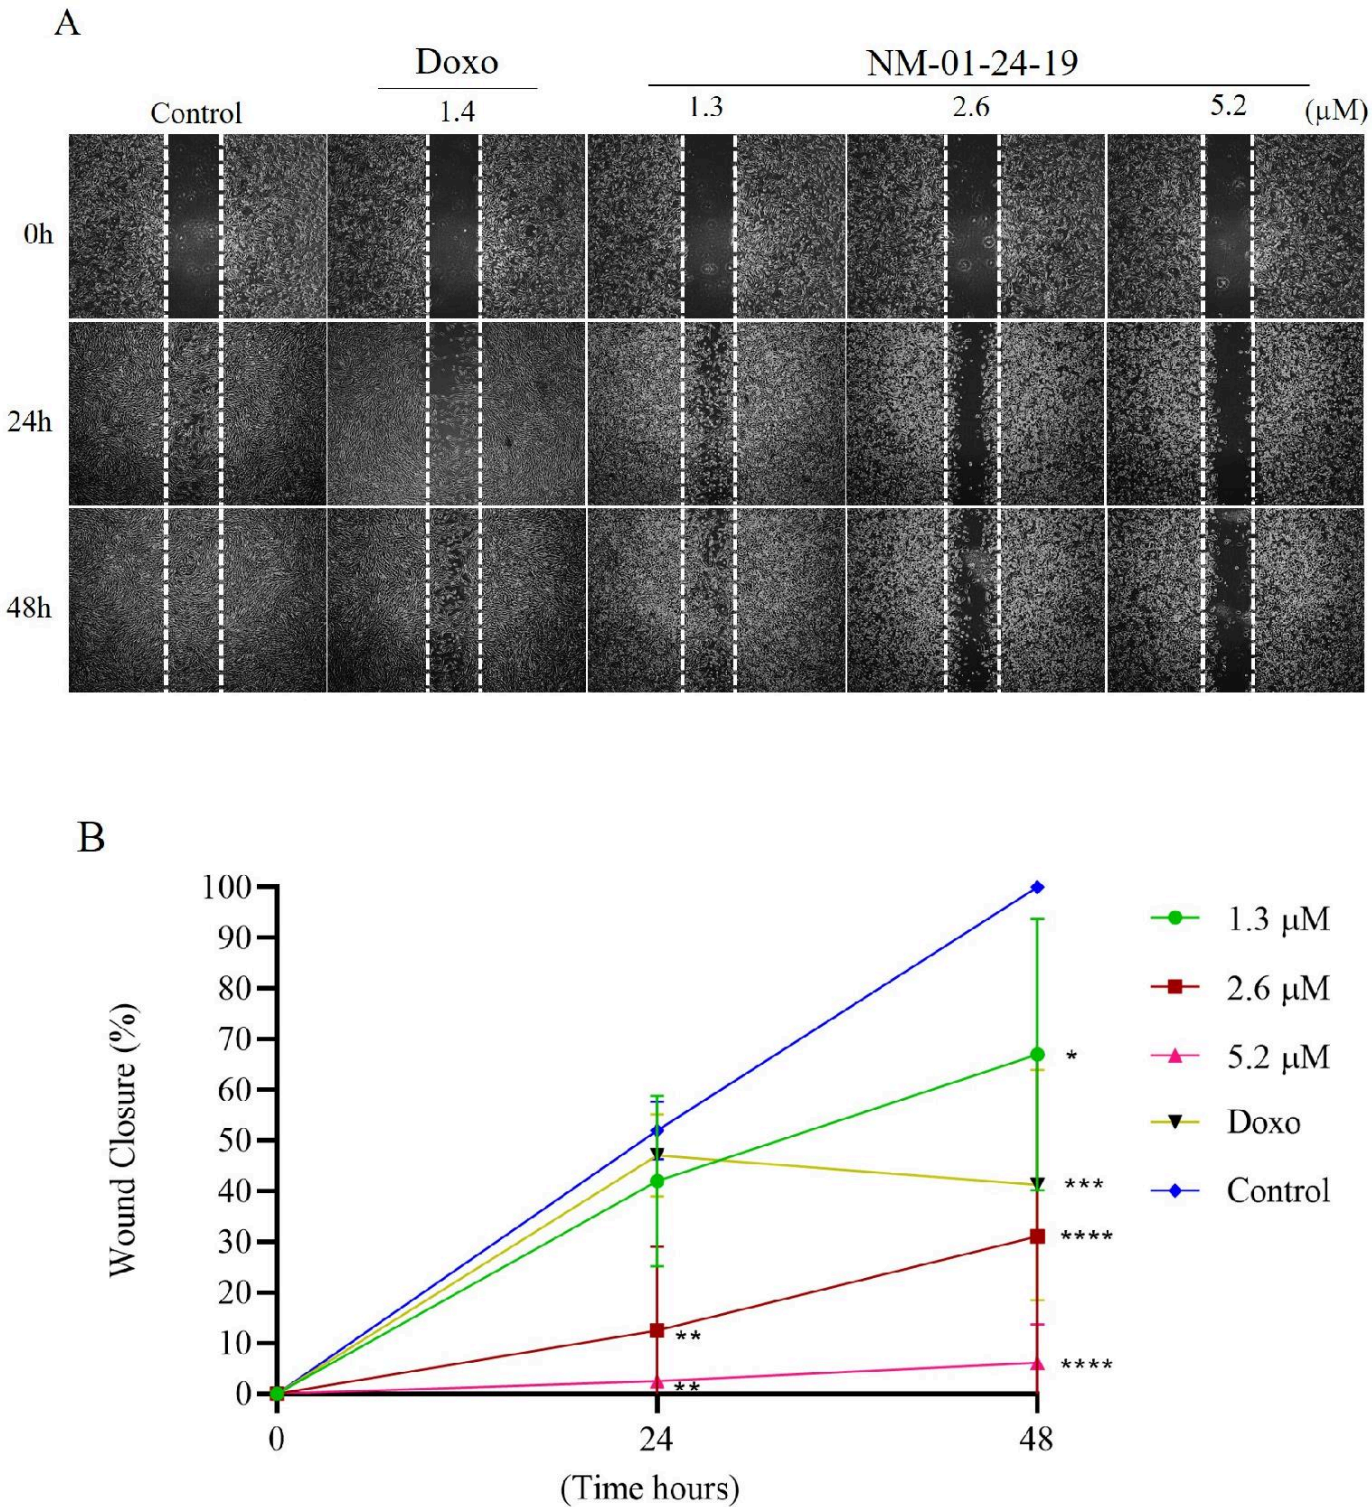 A
Doxo
NM-01-24-19
Control
1.4
1.3
2.6
5.2
(μM)
0h
24h
48h
B
Wound Closure (%)
100
90
80
70
60
50
40
30
20
10
0
0
24
48
(Time hours)
*
***
****
**
**
****
1.3 μM
2.6 μM
5.2 μM
Doxo
Control